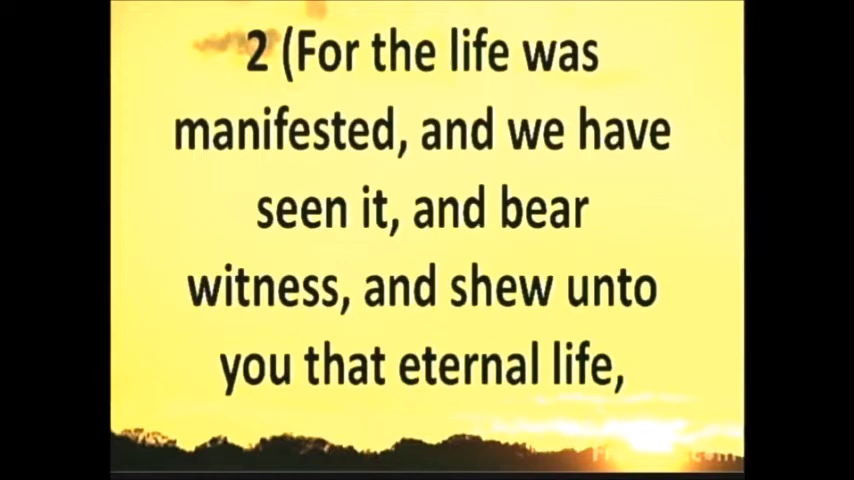 2 (For the life was
manifested, and we have
seen it, and bear
witness, and shew unto
you that eternal life,